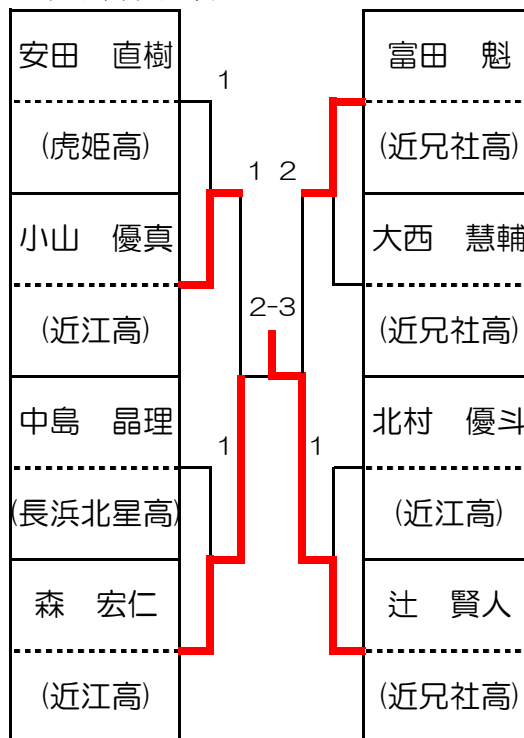 安田 直樹
(虎姫高)
小山 優真
(近江高)
中島 晶理
(長浜北星高)
森 宏仁
(近江高)
1
1 2
2-3
1
1
富田 魁
(近兄社高)
大西 慧輔
(近兄社高)
北村 優斗
(近江高)
辻 賢人
(近兄社高)